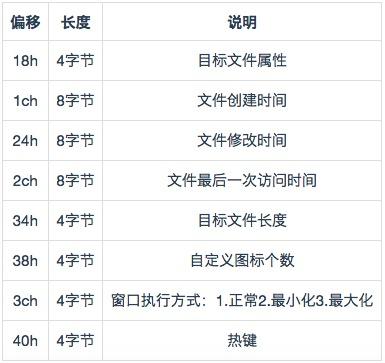 偏移 长度 说明
18h 4字节 目标文件属性
1ch 8字节 文件创建时间
24h 8字节 文件修改时间
2ch 8字节 文件最后一次访问时间
34h 4字节 目标文件长度
38h 4字节 自定义图标个数
3ch 4字节 窗口执行方式：1.正常2.最小化3.最大化
40h 4字节 热键